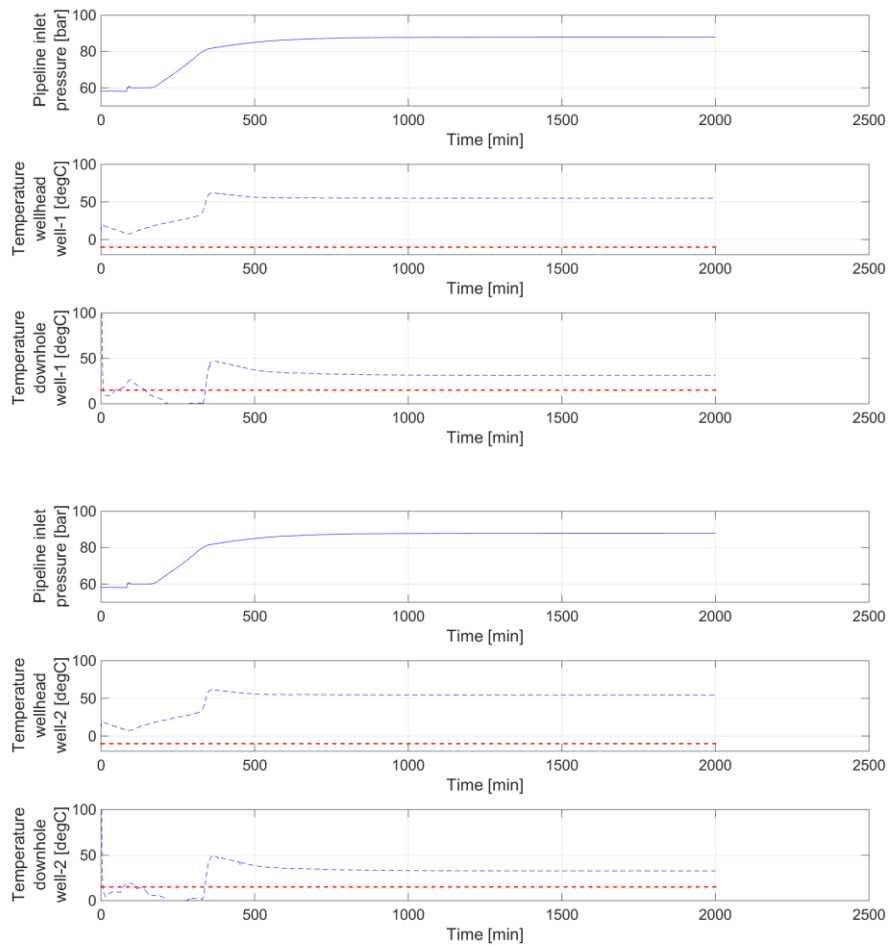 Pipeline inlet
pressure [bar]
100
80
60
0
500
1000
1500
2000
2500
Time [min]
Temperature
wellhead
well-1 [degC]
100
50
0
0
500
1000
1500
2000
2500
Time [min]
Temperature
downhole
well-1 [degC]
100
50
0
0
500
1000
1500
2000
2500
Time [min]
Pipeline inlet
pressure [bar]
100
80
60
0
500
1000
1500
2000
2500
Time [min]
Temperature
wellhead
well-2 [degC]
100
50
0
0
500
1000
1500
2000
2500
Time [min]
Temperature
downhole
well-2 [degC]
100
50
0
0
500
1000
1500
2000
2500
Time [min]